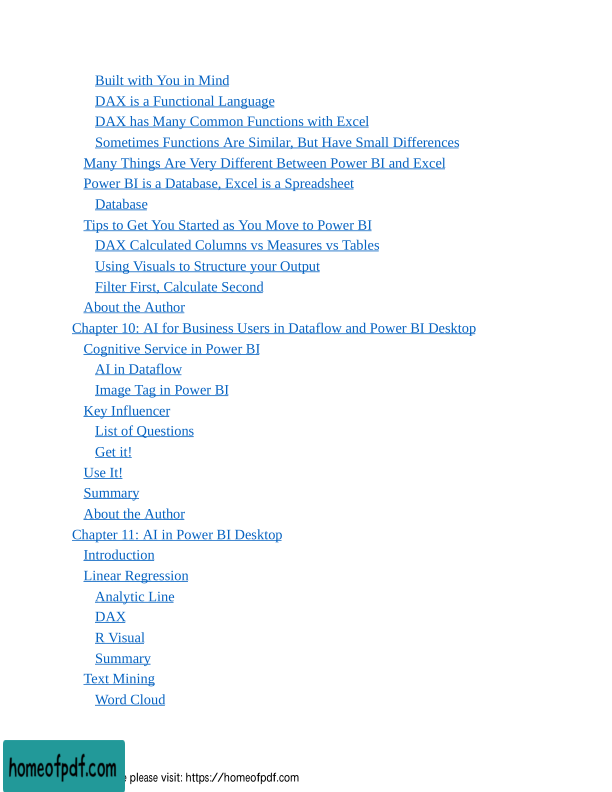 Built with You in Mind
DAX is a Functional Language
DAX has Many Common Functions with Excel
Sometimes Functions Are Similar, But Have Small Differences
Many Things Are Very Different Between Power BI and Excel
Power BI is a Database, Excel is a Spreadsheet
Database
Tips to Get You Started as You Move to Power BI
DAX Calculated Columns vs Measures vs Tables
Using Visuals to Structure your Output
Filter First, Calculate Second
About the Author
Chapter 10: AI for Business Users in Dataflow and Power BI Desktop
Cognitive Service in Power BI
AI in Dataflow
Image Tag in Power BI
Key Influencer
List of Questions
Get it!
Use It!
Summary
About the Author
Chapter 11: AI in Power BI Desktop
Introduction
Linear Regression
Analytic Line
DAX
R Visual
Summary
Text Mining
Word Cloud
homeofpdf.com
please visit: https://homeofpdf.com